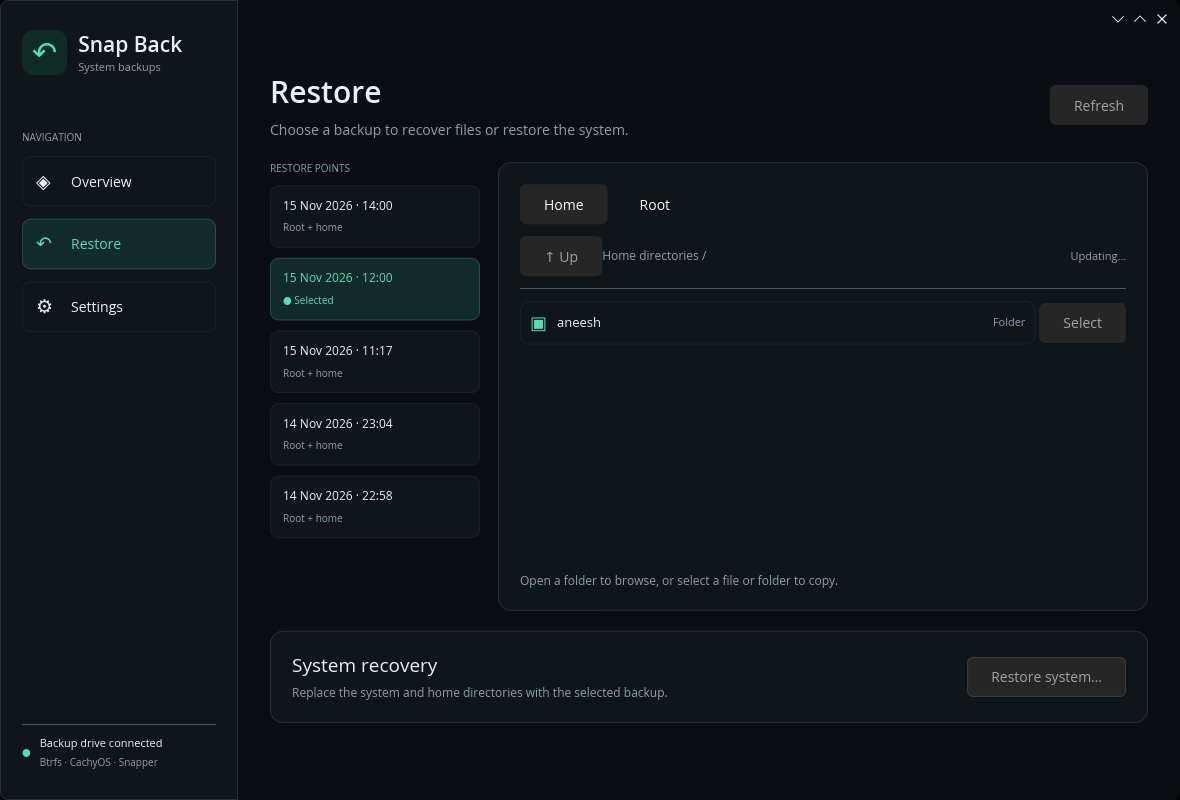 Snap Back
System backups
NAVIGATION
Overview
Restore
Settings
Backup drive connected
Btrfs · CachyOS · Snapper
Restore
Choose a backup to recover files or restore the system.
Refresh
RESTORE POINTS
15 Nov 2026 · 14:00
Root + home
15 Nov 2026 · 12:00
Selected
15 Nov 2026 · 11:17
Root + home
14 Nov 2026 · 23:04
Root + home
14 Nov 2026 · 22:58
Root + home
Home Root
↑ Up Home directories / Updating…
aneesh Folder Select
Open a folder to browse, or select a file or folder to copy.
System recovery
Replace the system and home directories with the selected backup.
Restore system…